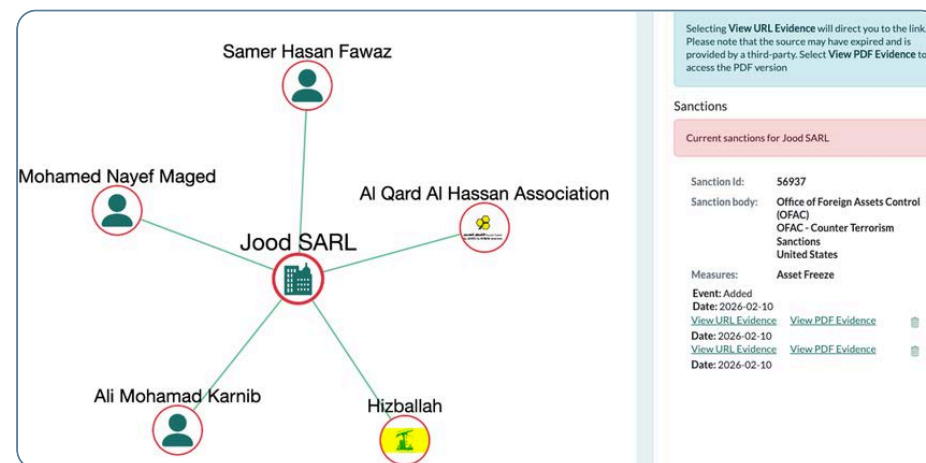 Samer Hasan Fawaz
Mohamed Nayef Maged
Al Qard Al Hassan Association
Jood SARL
Ali Mohamad Karnib
Hizballah
Selecting View URL Evidence will direct you to the link.
Please note that the source may have expired and is
provided by a third-party. Select View PDF Evidence to
access the PDF version
Sanctions
Current sanctions for Jood SARL
Sanction Id: 56937
Sanction body: Office of Foreign Assets Control
(OFAC)
OFAC - Counter Terrorism
Sanctions
United States
Measures: Asset Freeze
Event: Added
Date: 2026-02-10
View URL Evidence View PDF Evidence
Date: 2026-02-10
View URL Evidence View PDF Evidence
Date: 2026-02-10